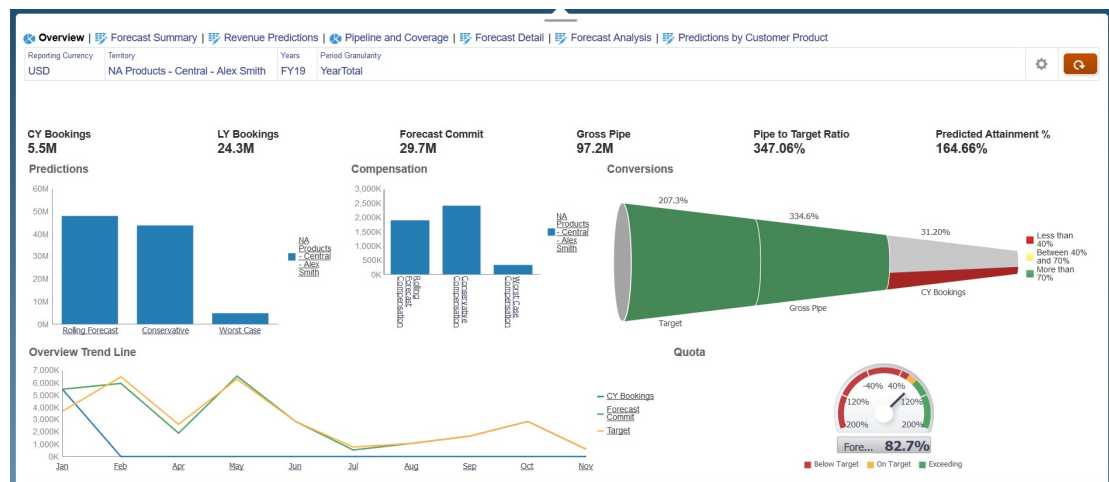 Overview | Forecast Summary | Revenue Predictions | Pipeline and Coverage | Forecast Detail | Forecast Analysis | Predictions by Customer Product
Reporting Currency Territory Years Period Granularity
USD NA Products - Central - Alex Smith FY19 YearTotal
CY Bookings LY Bookings Forecast Commit Gross Pipe Pipe to Target Ratio Predicted Attainment %
5.5M 24.3M 29.7M 97.2M 347.06% 164.66%
Predictions
60M
50M
40M
30M
20M
10M
0M
Rolling Forecast Conservative Worst Case
NA
Products
- Central
- Alex
Smith
Compensation
3,000K
2,500K
2,000K
1,500K
1,000K
500K
0K
Rolling
Forecast
Compensation
Conservative
Compensation
Worst Case
Compensation
NA
Products
- Central
- Alex
Smith
Conversions
207.3%
334.6%
31.20%
Target
Gross Pipe
CY Bookings
Less than
40%
Between 40%
and 70%
More than
70%
Overview Trend Line
7,000K
6,000K
5,000K
4,000K
3,000K
2,000K
1,000K
0K
Jan Feb Apr May Jun Jul Aug Sep Oct Nov
CY Bookings
Forecast
Commit
Target
Quota
-40% 40%
-120% 120%
-200% 200%
Fore... 82.7%
Below Target On Target Exceeding